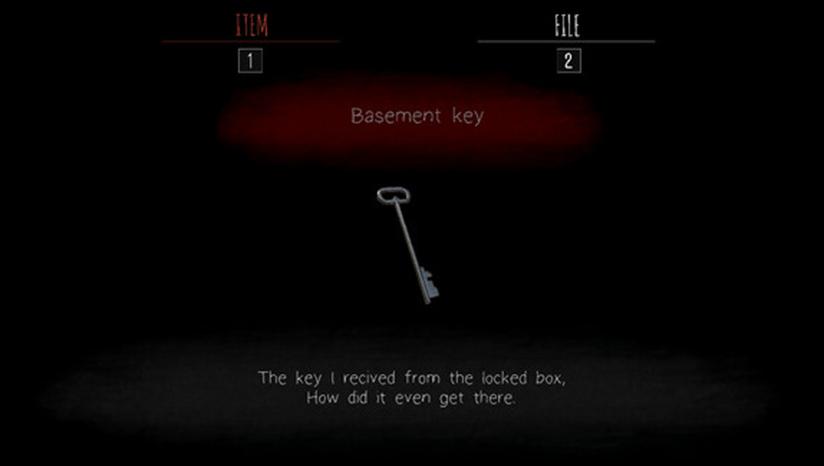 ITEM
FILE
1
2
Basement key
The key I recived from the locked box,
How did it even get there.